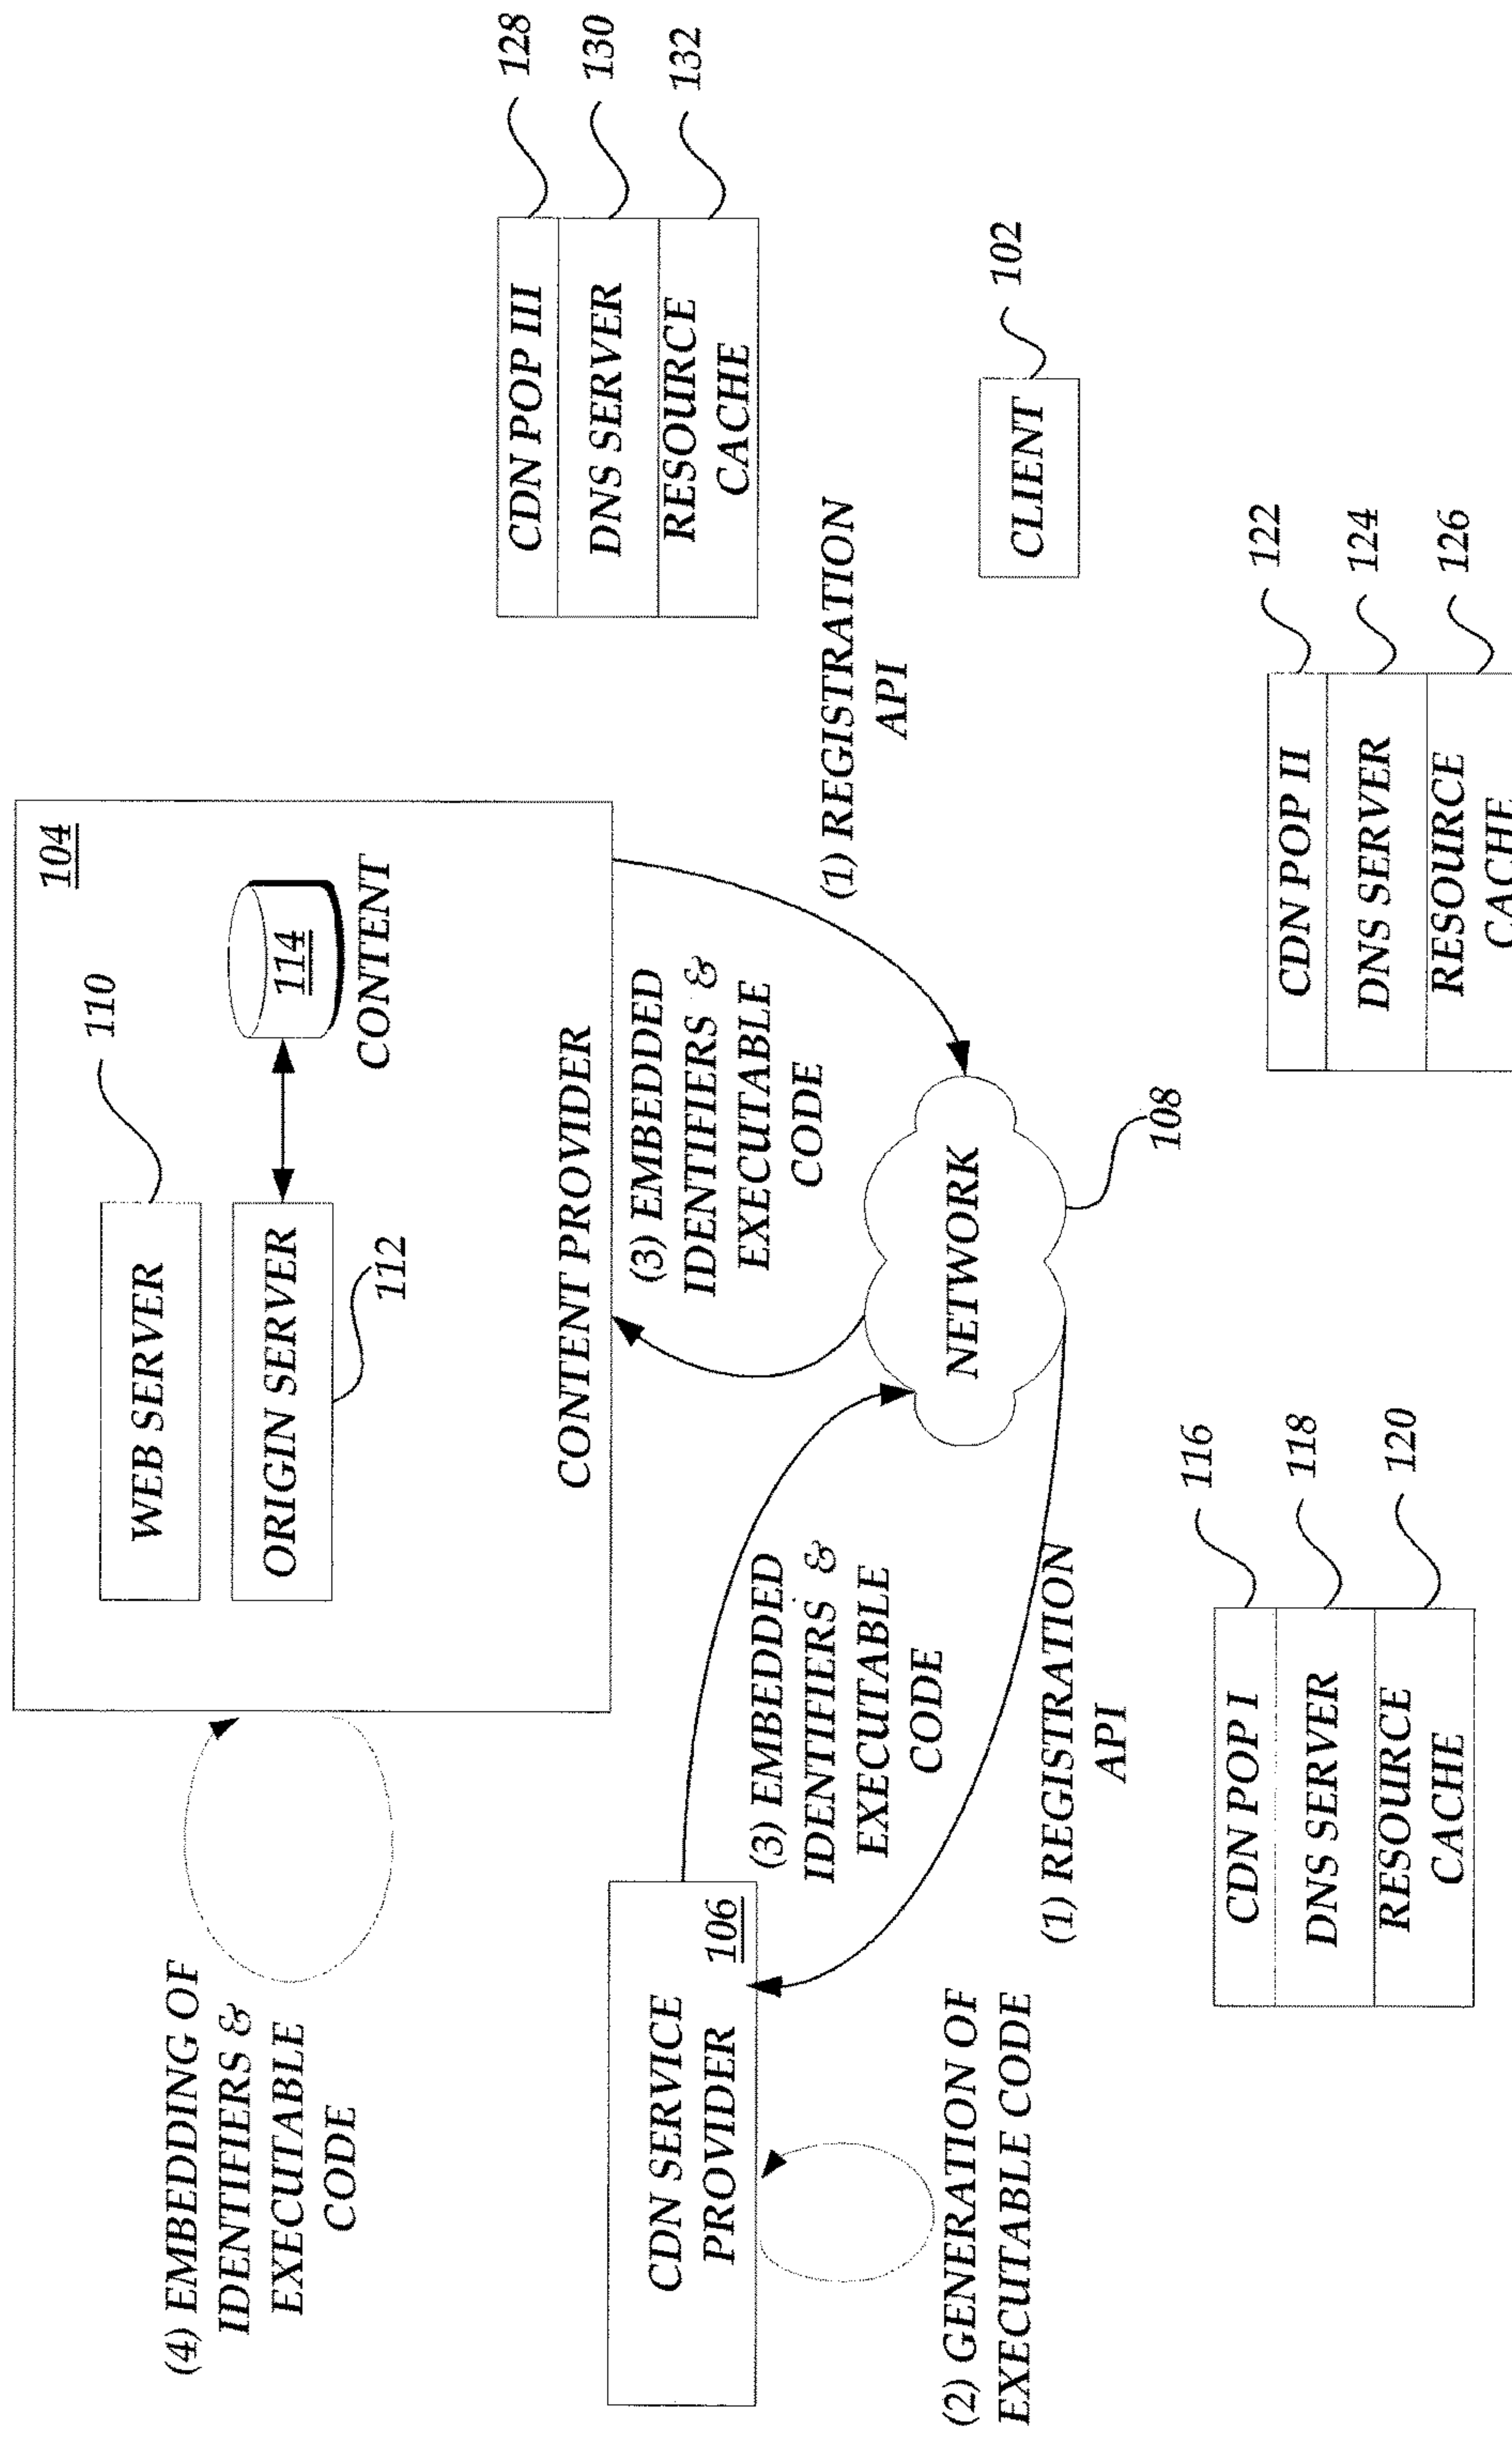 (4) EMBEDDING OF
IDENTIFIERS &
EXECUTABLE
CODE
104
WEB SERVER
110
ORIGIN SERVER
112
114
CONTENT
CONTENT PROVIDER
CDN SERVICE
PROVIDER
106
(2) GENERATION OF
EXECUTABLE CODE
(3) EMBEDDED
IDENTIFIERS &
EXECUTABLE
CODE
(3) EMBEDDED
IDENTIFIERS &
EXECUTABLE
CODE
(1) REGISTRATION
API
(1) REGISTRATION
API
NETWORK
108
CDN POP III
DNS SERVER
RESOURCE
CACHE
128
130
132
CLIENT
102
CDN POP I
DNS SERVER
RESOURCE
CACHE
116
118
120
CDN POP II
DNS SERVER
RESOURCE
CACHE
122
124
126